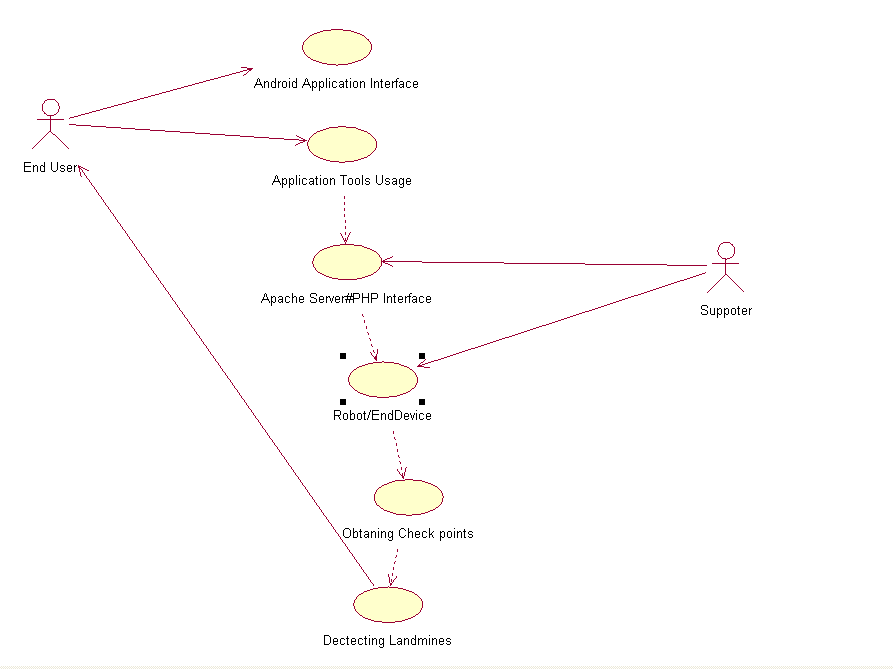 Android Application Interface
End User
Application Tools Usage
Apache Server#PHP Interface
Suppoter
Robot/EndDevice
Obtaning Check points
Dectecting Landmines